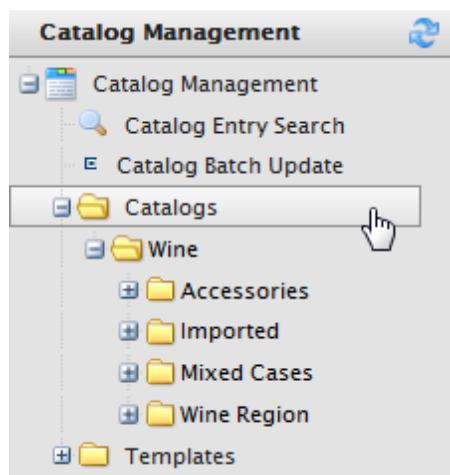 Catalog Management
Catalog Management
Catalog Entry Search
Catalog Batch Update
Catalogs
Wine
Accessories
Imported
Mixed Cases
Wine Region
Templates